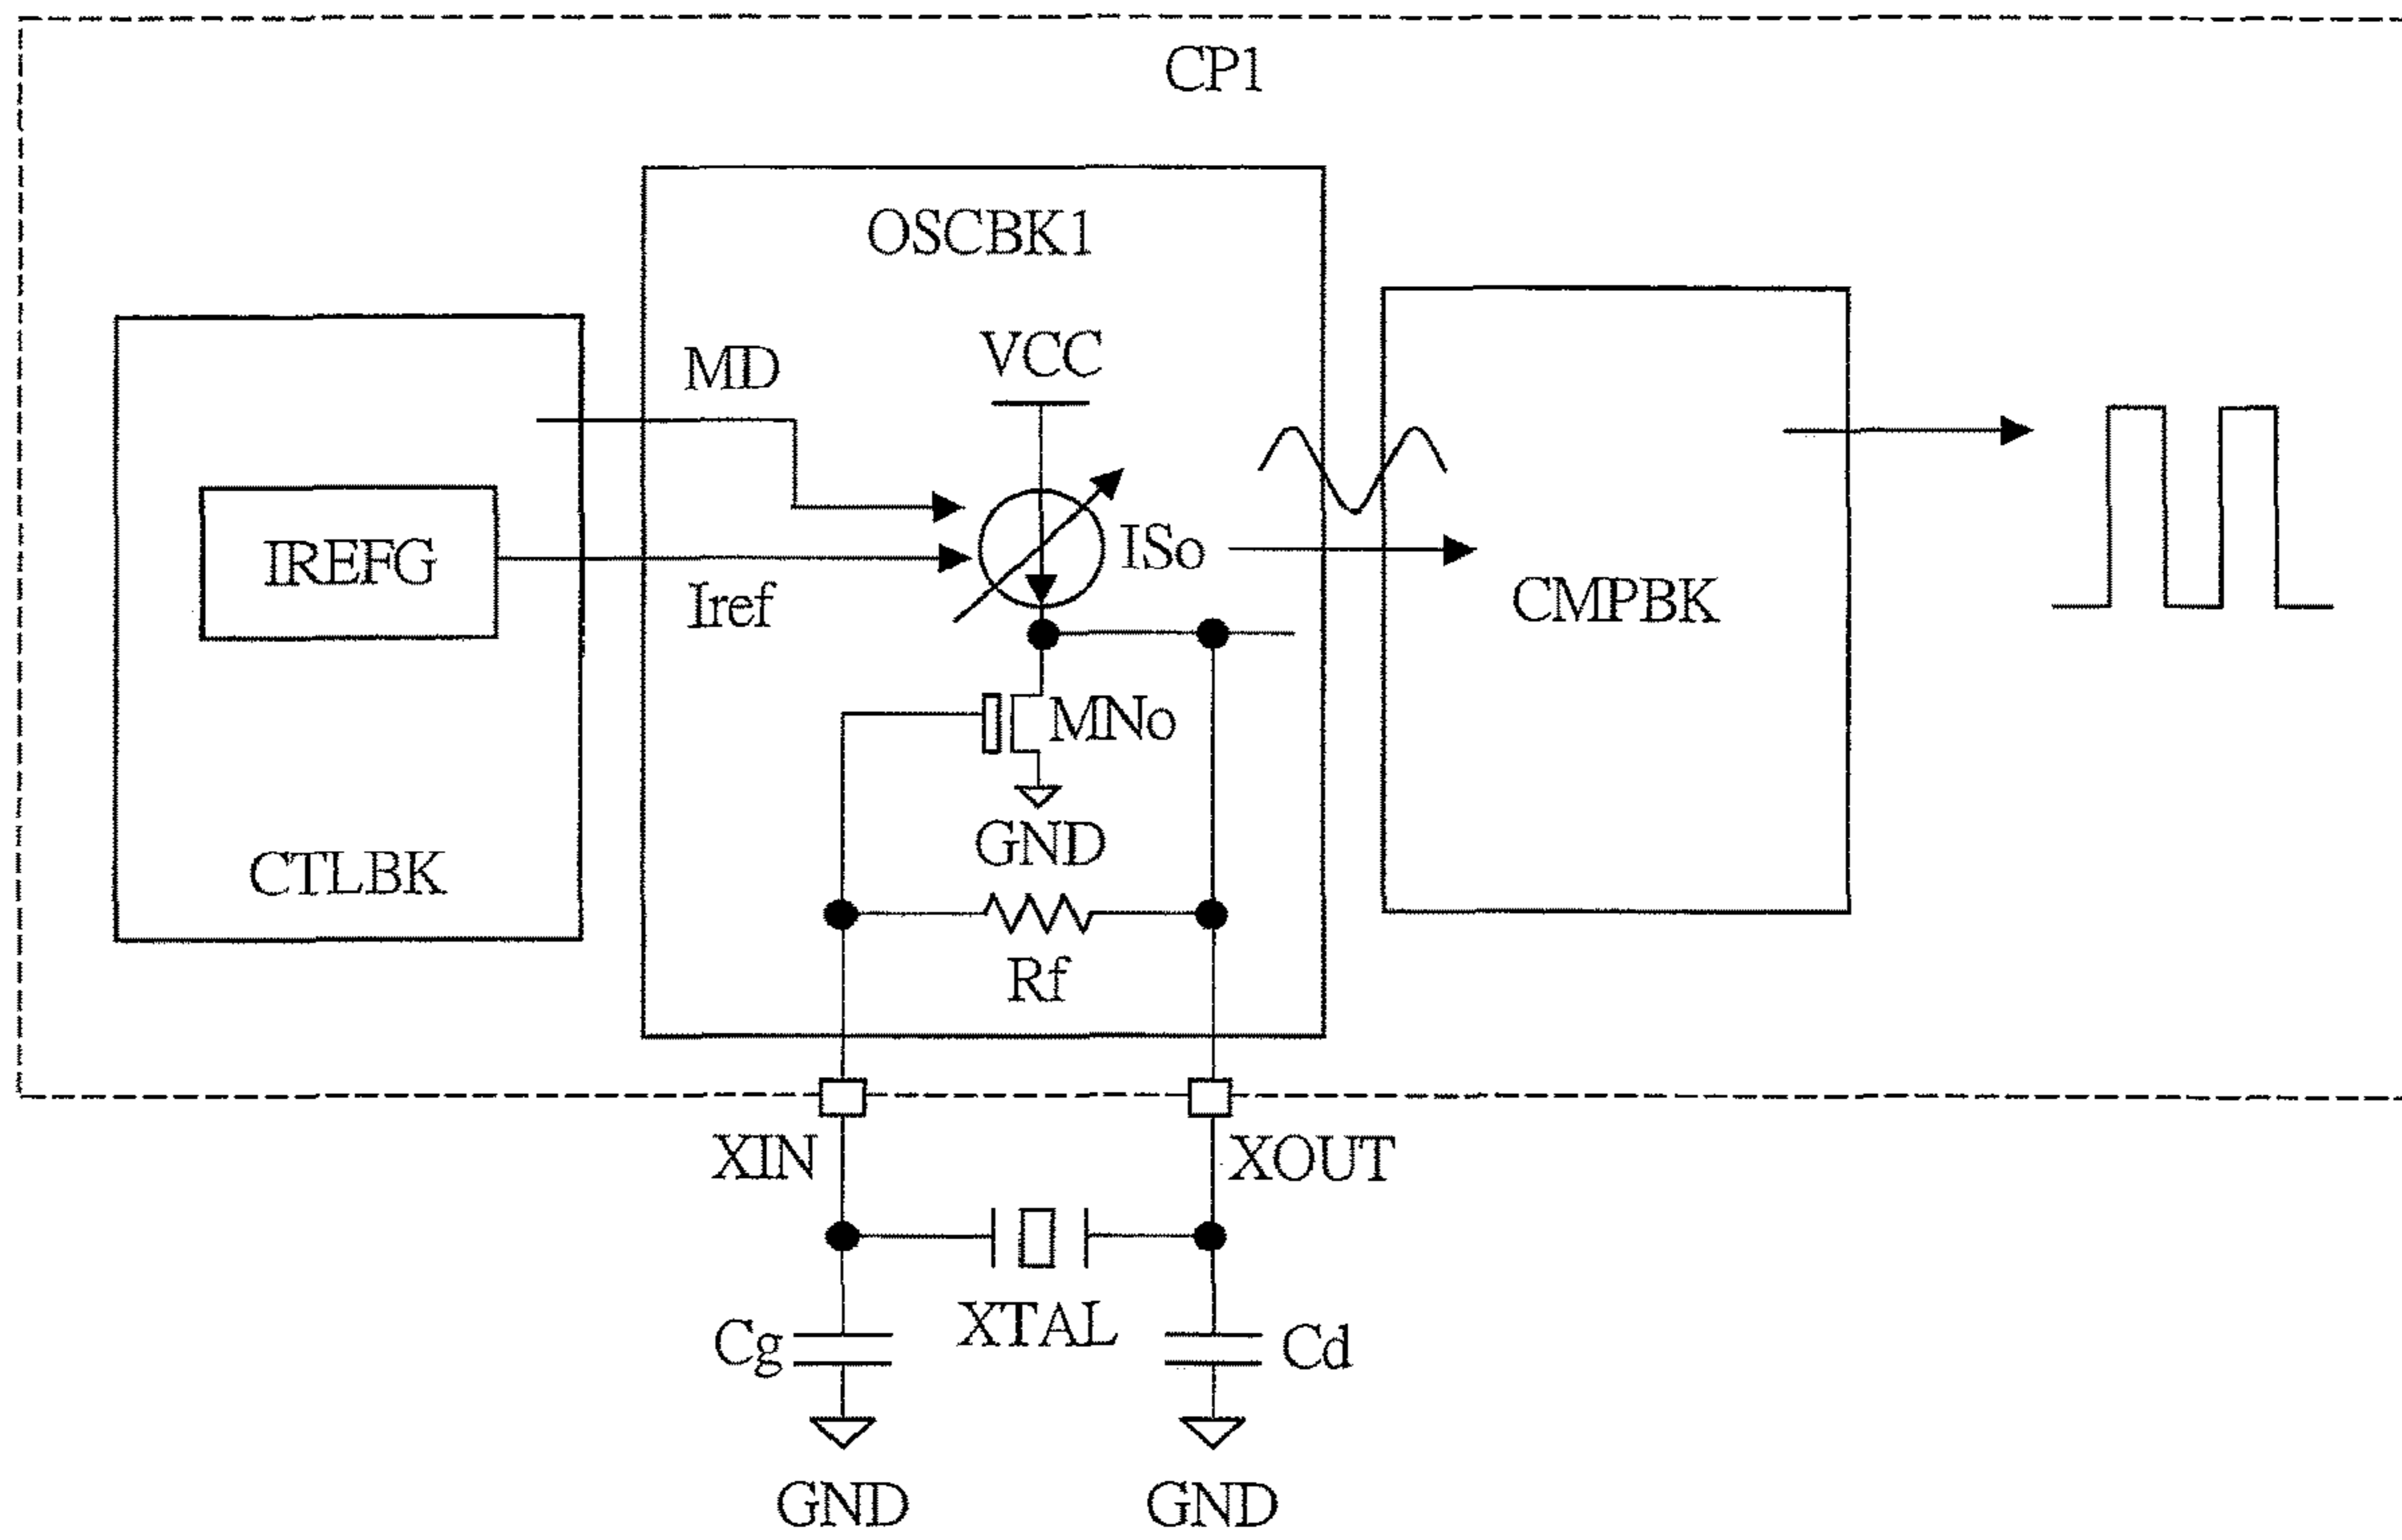 CP1
OSCBK1
MD
VCC
IREFG
Iref
ISo
CMPBK
MNo
GND
CTLBK
Rf
XIN
XOUT
Cg
XTAL
Cd
GND
GND